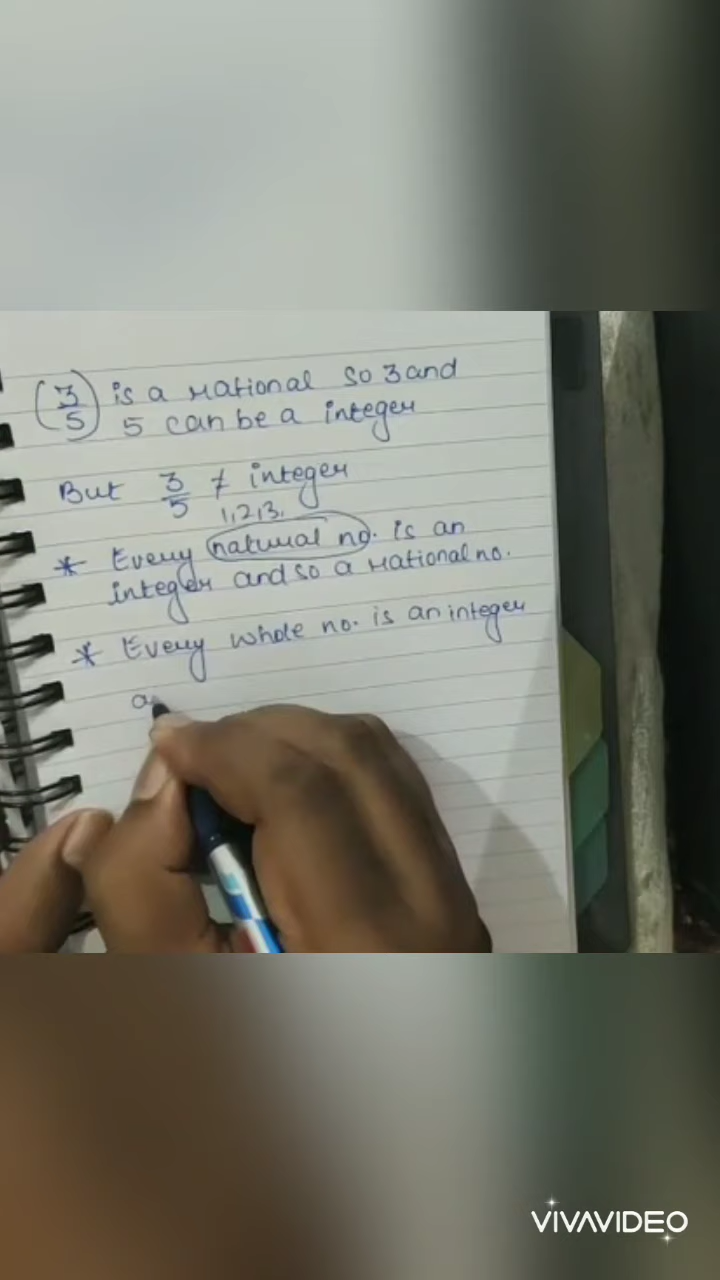 (3/5) is a rational so 3 and
5 can be a integer
But 3/5 ≠ integer
1,2,3,
* Every natural no. is an
integer and so a rational no.
* Every whole no. is an integer
a
VIVAVIDEO